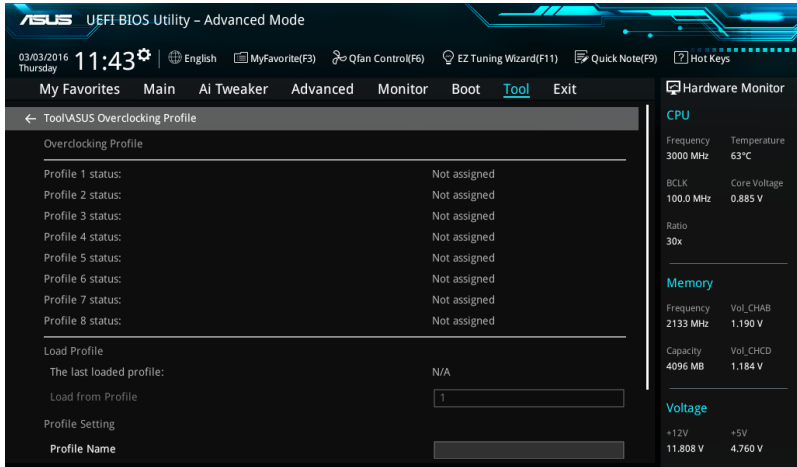 ASUS UEFI BIOS Utility – Advanced Mode
03/03/2016 Thursday 11:43 English MyFavorite(F3) Qfan Control(F6) EZ Tuning Wizard(F11) Quick Note(F9) ? Hot Keys
My Favorites Main Ai Tweaker Advanced Monitor Boot Tool Exit
Hardware Monitor
← Tool\ASUS Overclocking Profile
Overclocking Profile
Profile 1 status: Not assigned
Profile 2 status: Not assigned
Profile 3 status: Not assigned
Profile 4 status: Not assigned
Profile 5 status: Not assigned
Profile 6 status: Not assigned
Profile 7 status: Not assigned
Profile 8 status: Not assigned
Load Profile
The last loaded profile: N/A
Load from Profile 1
Profile Setting
Profile Name
CPU
Frequency Temperature
3000 MHz 63°C
BCLK Core Voltage
100.0 MHz 0.885 V
Ratio
30x
Memory
Frequency Vol_CHAB
2133 MHz 1.190 V
Capacity Vol_CHCD
4096 MB 1.184 V
Voltage
+12V +5V
11.808 V 4.760 V